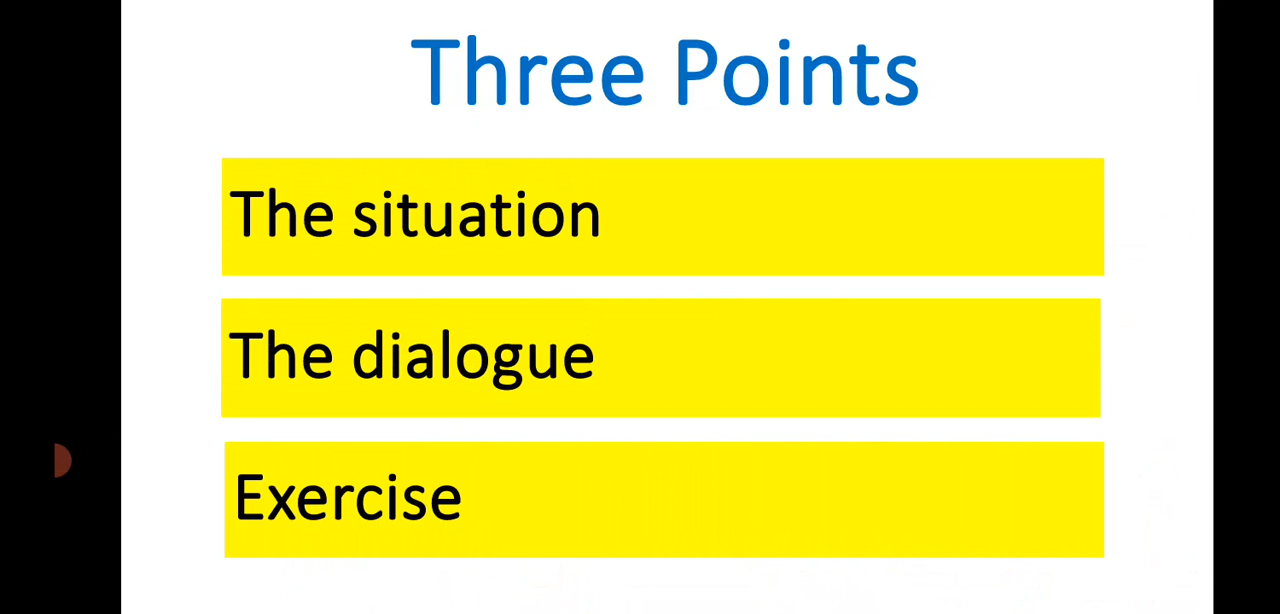 Three Points
The situation
The dialogue
Exercise